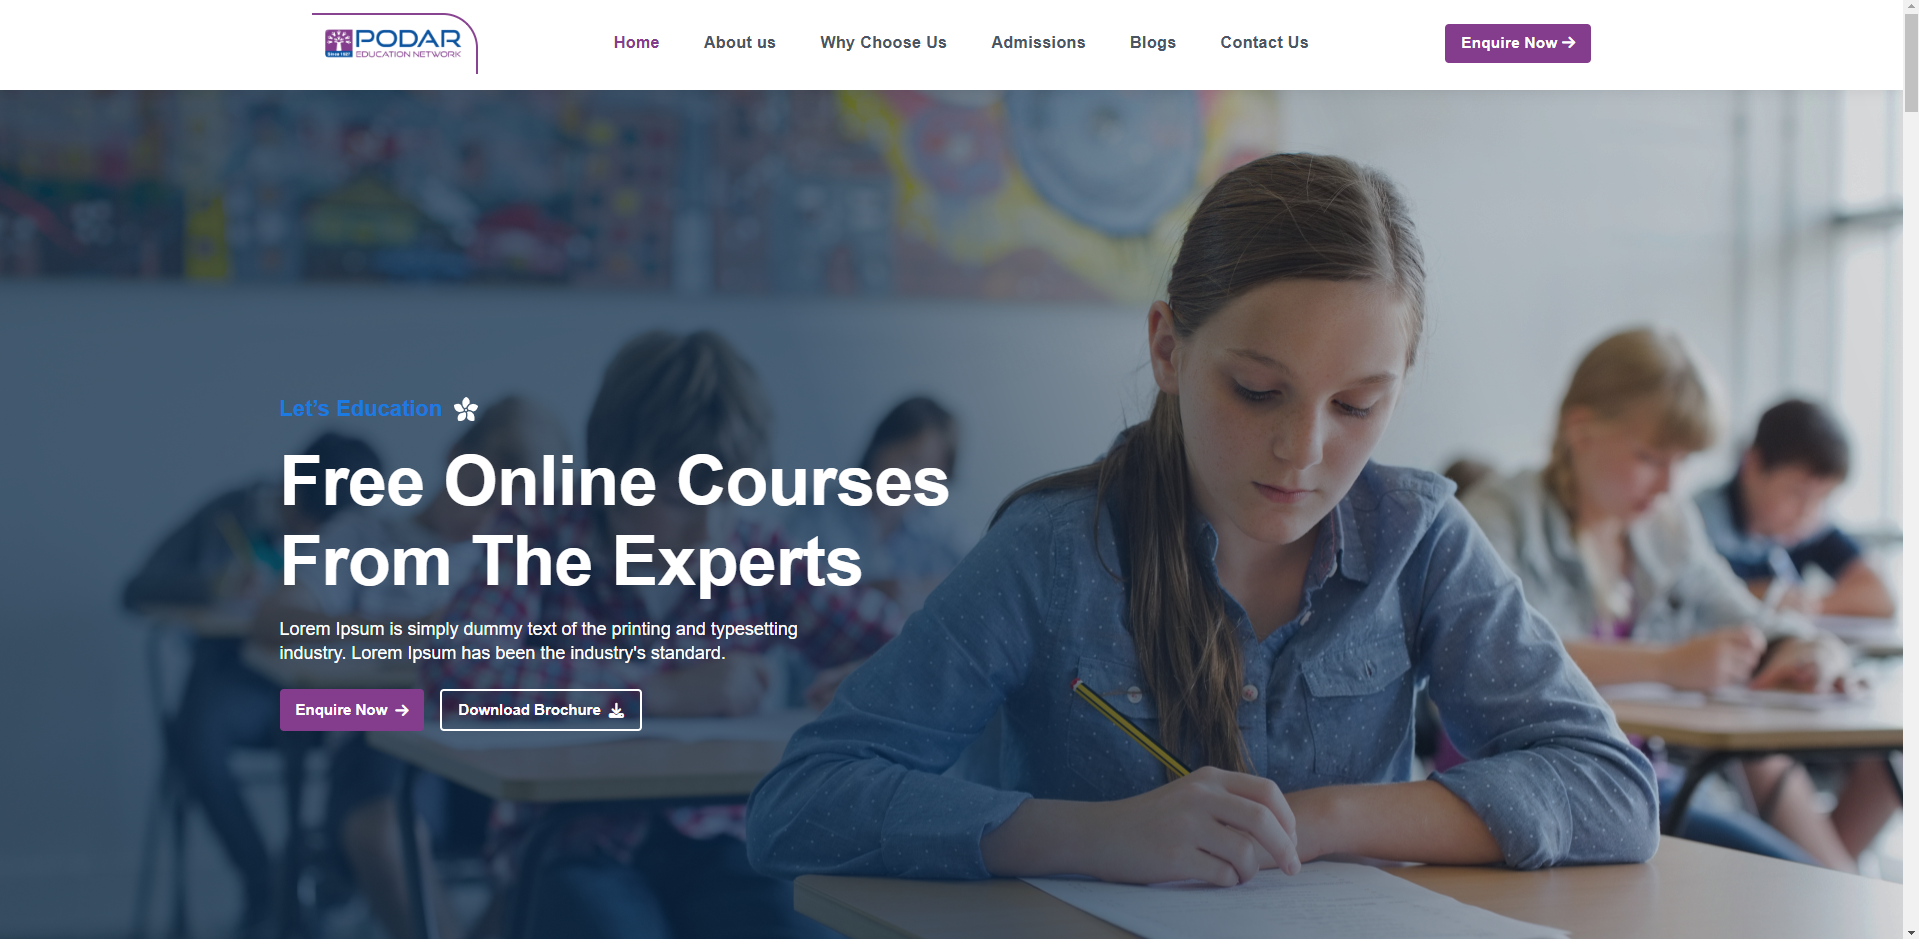 PODAR
EDUCATION NETWORK
Since 1927
Home
About us
Why Choose Us
Admissions
Blogs
Contact Us
Enquire Now
Let’s Education
Free Online Courses
From The Experts
Lorem Ipsum is simply dummy text of the printing and typesetting
industry. Lorem Ipsum has been the industry's standard.
Enquire Now
Download Brochure